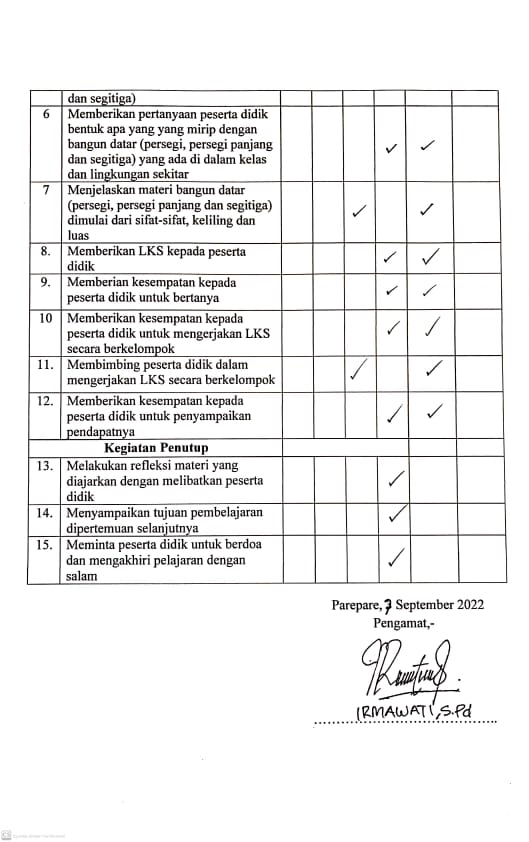 dan segitiga)
6 Memberikan pertanyaan peserta didik
bentuk apa yang yang mirip dengan
bangun datar (persegi, persegi panjang
dan segitiga) yang ada di dalam kelas
dan lingkungan sekitar
7 Menjelaskan materi bangun datar
(persegi, persegi panjang dan segitiga)
dimulai dari sifat-sifat, keliling dan
luas
8. Memberikan LKS kepada peserta
didik
9. Memberian kesempatan kepada
peserta didik untuk bertanya
10 Memberikan kesempatan kepada
peserta didik untuk mengerjakan LKS
secara berkelompok
11. Membimbing peserta didik dalam
mengerjakan LKS secara berkelompok
12. Memberikan kesempatan kepada
peserta didik untuk penyampaikan
pendapatnya
Kegiatan Penutup
13. Melakukan refleksi materi yang
diajarkan dengan melibatkan peserta
didik
14. Menyampaikan tujuan pembelajaran
dipertemuan selanjutnya
15. Meminta peserta didik untuk berdoa
dan mengakhiri pelajaran dengan
salam
Parepare, 7 September 2022
Pengamat,-
IRMAWATI, S.Pd